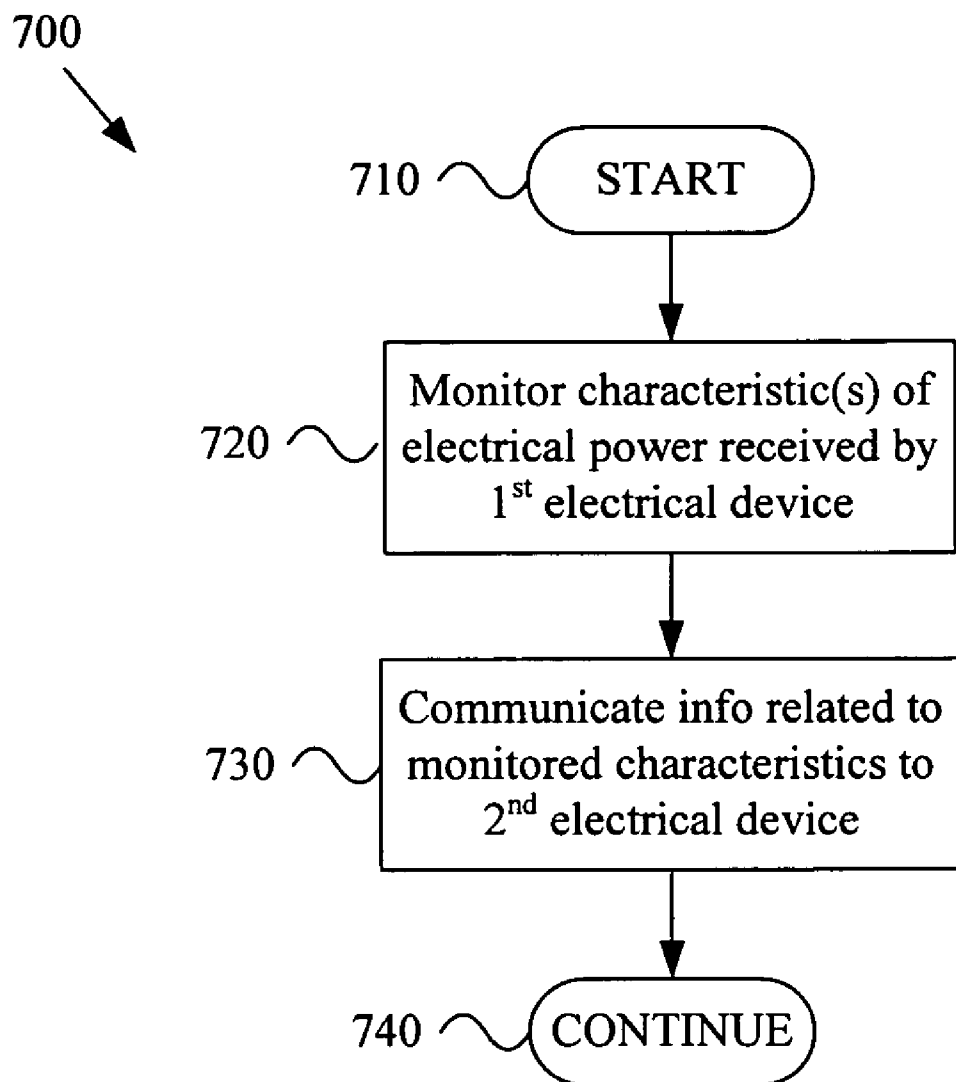 700
710
START
720
Monitor characteristic(s) of
electrical power received by
1st electrical device
730
Communicate info related to
monitored characteristics to
2nd electrical device
740
CONTINUE